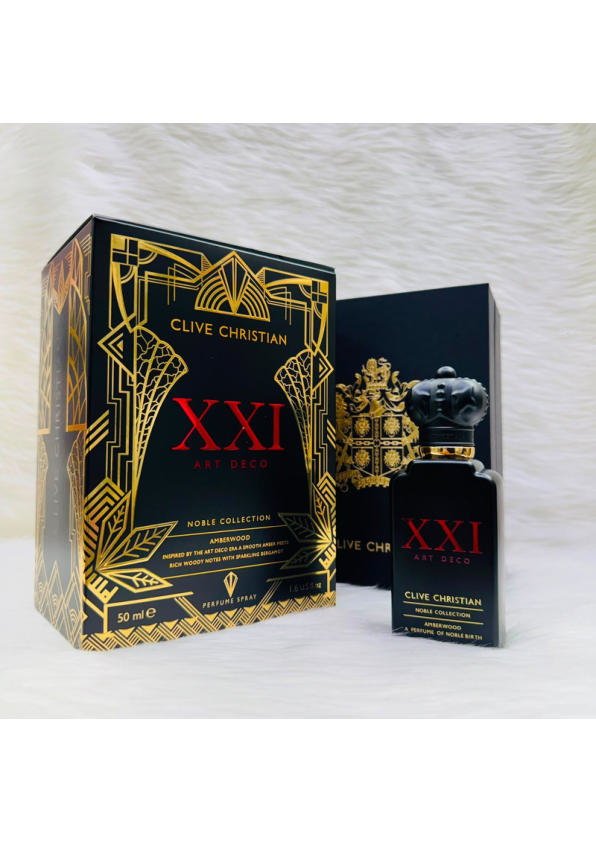 CLIVE CHRISTIAN
XXI
ART DECO
NOBLE COLLECTION
AMBERWOOD
INSPIRED BY THE ART DECO ERA A SMOOTH AMBER MEETS
RICH WOODY NOTES WITH SPARKLING BERGAMOT
PERFUME SPRAY
50 ml e
CLIVE CHRISTIAN
LIVE CHR
XXI
ART DECO
CLIVE CHRISTIAN
NOBLE COLLECTION
AMBERWOOD
A PERFUME OF NOBLE BIRTH